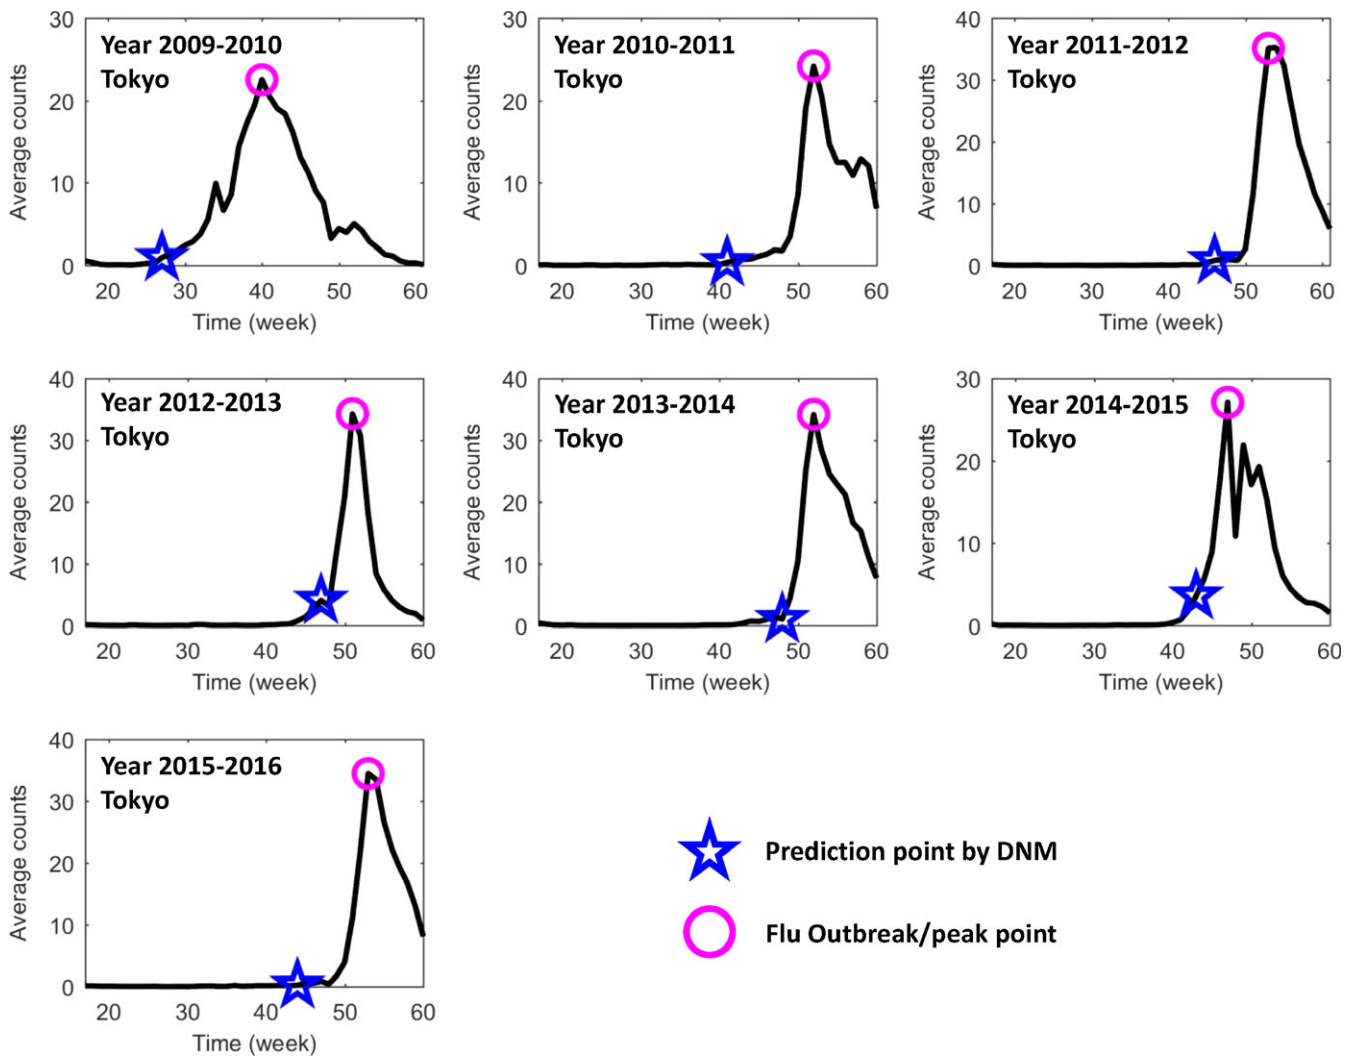 30
20
10
0
Average counts
Year 2009-2010
Tokyo
20 30 40 50 60
Time (week)
30
20
10
0
Average counts
Year 2010-2011
Tokyo
20 30 40 50 60
Time (week)
40
30
20
10
0
Average counts
Year 2011-2012
Tokyo
20 30 40 50 60
Time (week)
40
30
20
10
0
Average counts
Year 2012-2013
Tokyo
20 30 40 50 60
Time (week)
40
30
20
10
0
Average counts
Year 2013-2014
Tokyo
20 30 40 50 60
Time (week)
30
20
10
0
Average counts
Year 2014-2015
Tokyo
20 30 40 50 60
Time (week)
40
30
20
10
0
Average counts
Year 2015-2016
Tokyo
20 30 40 50 60
Time (week)
Prediction point by DNM
Flu Outbreak/peak point